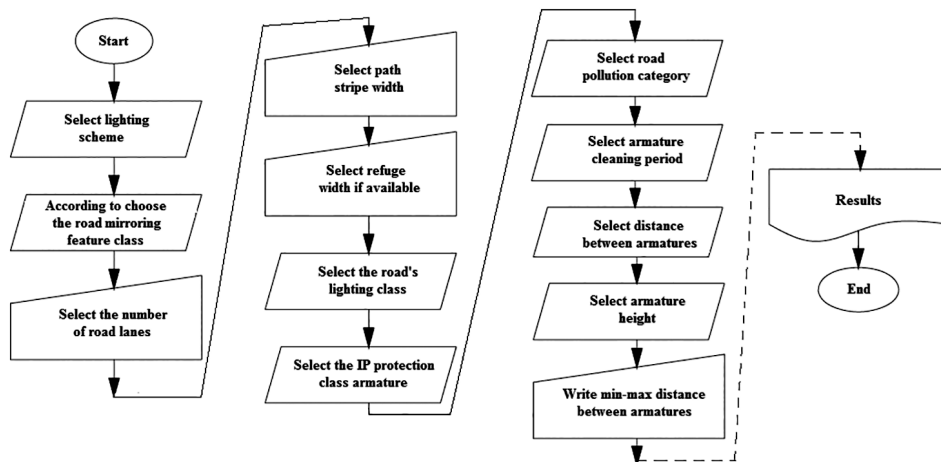 Start
Select lighting
scheme
According to choose
the road mirroring
feature class
Select the number
of road lanes
Select path
stripe width
Select refuge
width if available
Select the road's
lighting class
Select the IP protection
class armature
Select road
pollution category
Select armature
cleaning period
Select distance
between armatures
Select armature
height
Write min-max distance
between armatures
Results
End